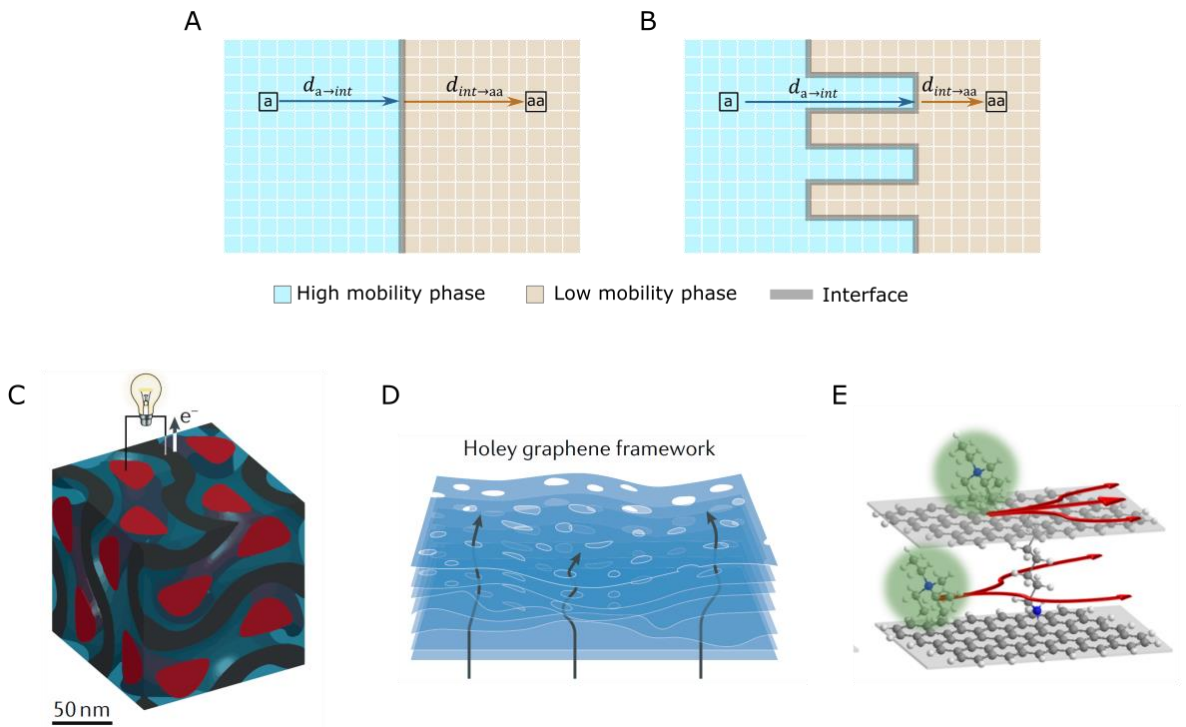 A
B
a
d_{a→int}
d_{int→aa}
aa
a
d_{a→int}
d_{int→aa}
aa
High mobility phase
Low mobility phase
Interface
C
D
E
e⁻
Holey graphene framework
50 nm